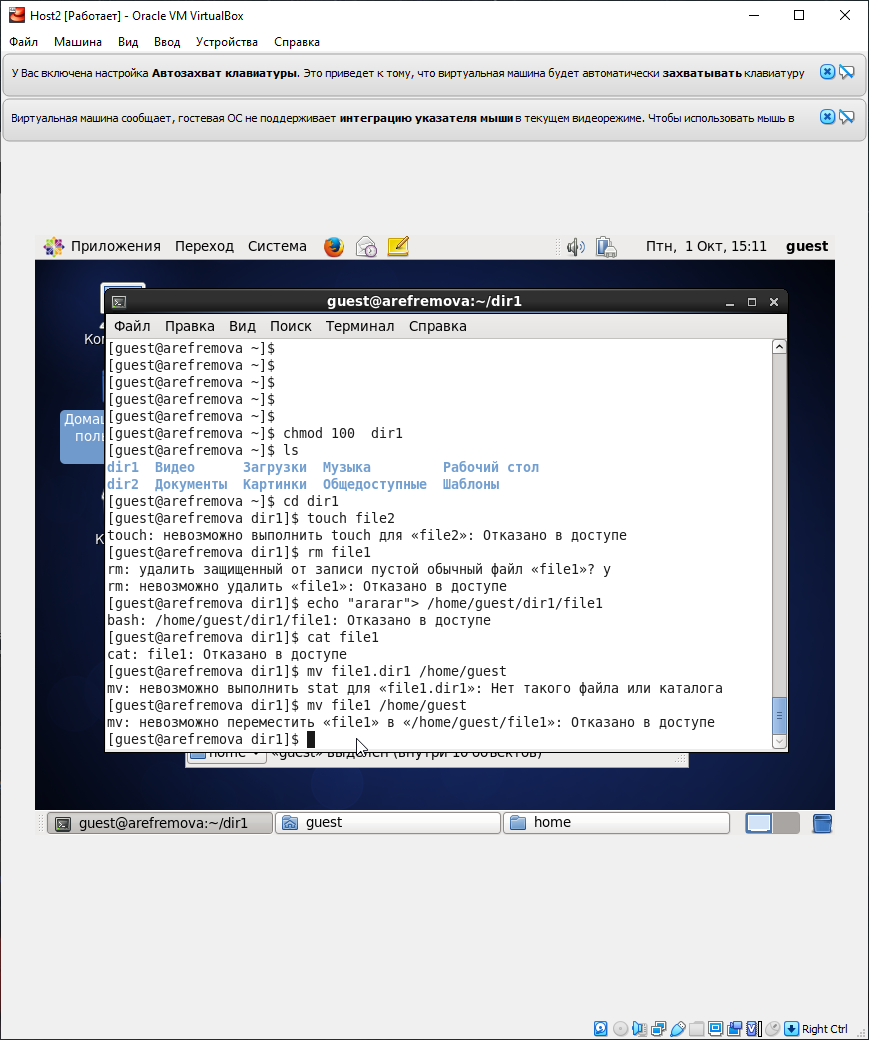 Host2 [Работает] - Oracle VM VirtualBox
Файл Машина Вид Ввод Устройства Справка
У Вас включена настройка Автозахват клавиатуры. Это приведет к тому, что виртуальная машина будет автоматически захватывать клавиатуру
Виртуальная машина сообщает, гостевая ОС не поддерживает интеграцию указателя мыши в текущем видеорежиме. Чтобы использовать мышь в
Приложения Переход Система Птн, 1 Окт, 15:11 guest
guest@arefremova:~/dir1
Файл Правка Вид Поиск Терминал Справка
[guest@arefremova ~]$
[guest@arefremova ~]$
[guest@arefremova ~]$
[guest@arefremova ~]$
[guest@arefremova ~]$
[guest@arefremova ~]$ chmod 100  dir1
[guest@arefremova ~]$ ls
dir1 Видео Загрузки Музыка Рабочий стол
dir2 Документы Картинки Общедоступные Шаблоны
[guest@arefremova ~]$ cd dir1
[guest@arefremova dir1]$ touch file2
touch: невозможно выполнить touch для «file2»: Отказано в доступе
[guest@arefremova dir1]$ rm file1
rm: удалить защищенный от записи пустой обычный файл «file1»? y
rm: невозможно удалить «file1»: Отказано в доступе
[guest@arefremova dir1]$ echo "ararar"> /home/guest/dir1/file1
bash: /home/guest/dir1/file1: Отказано в доступе
[guest@arefremova dir1]$ cat file1
cat: file1: Отказано в доступе
[guest@arefremova dir1]$ mv file1.dir1 /home/guest
mv: невозможно выполнить stat для «file1.dir1»: Нет такого файла или каталога
[guest@arefremova dir1]$ mv file1 /home/guest
mv: невозможно переместить «file1» в «/home/guest/file1»: Отказано в доступе
[guest@arefremova dir1]$
home «guest» выделен (внутри 16 объектов)
guest@arefremova:~/dir1 guest home
Right Ctrl